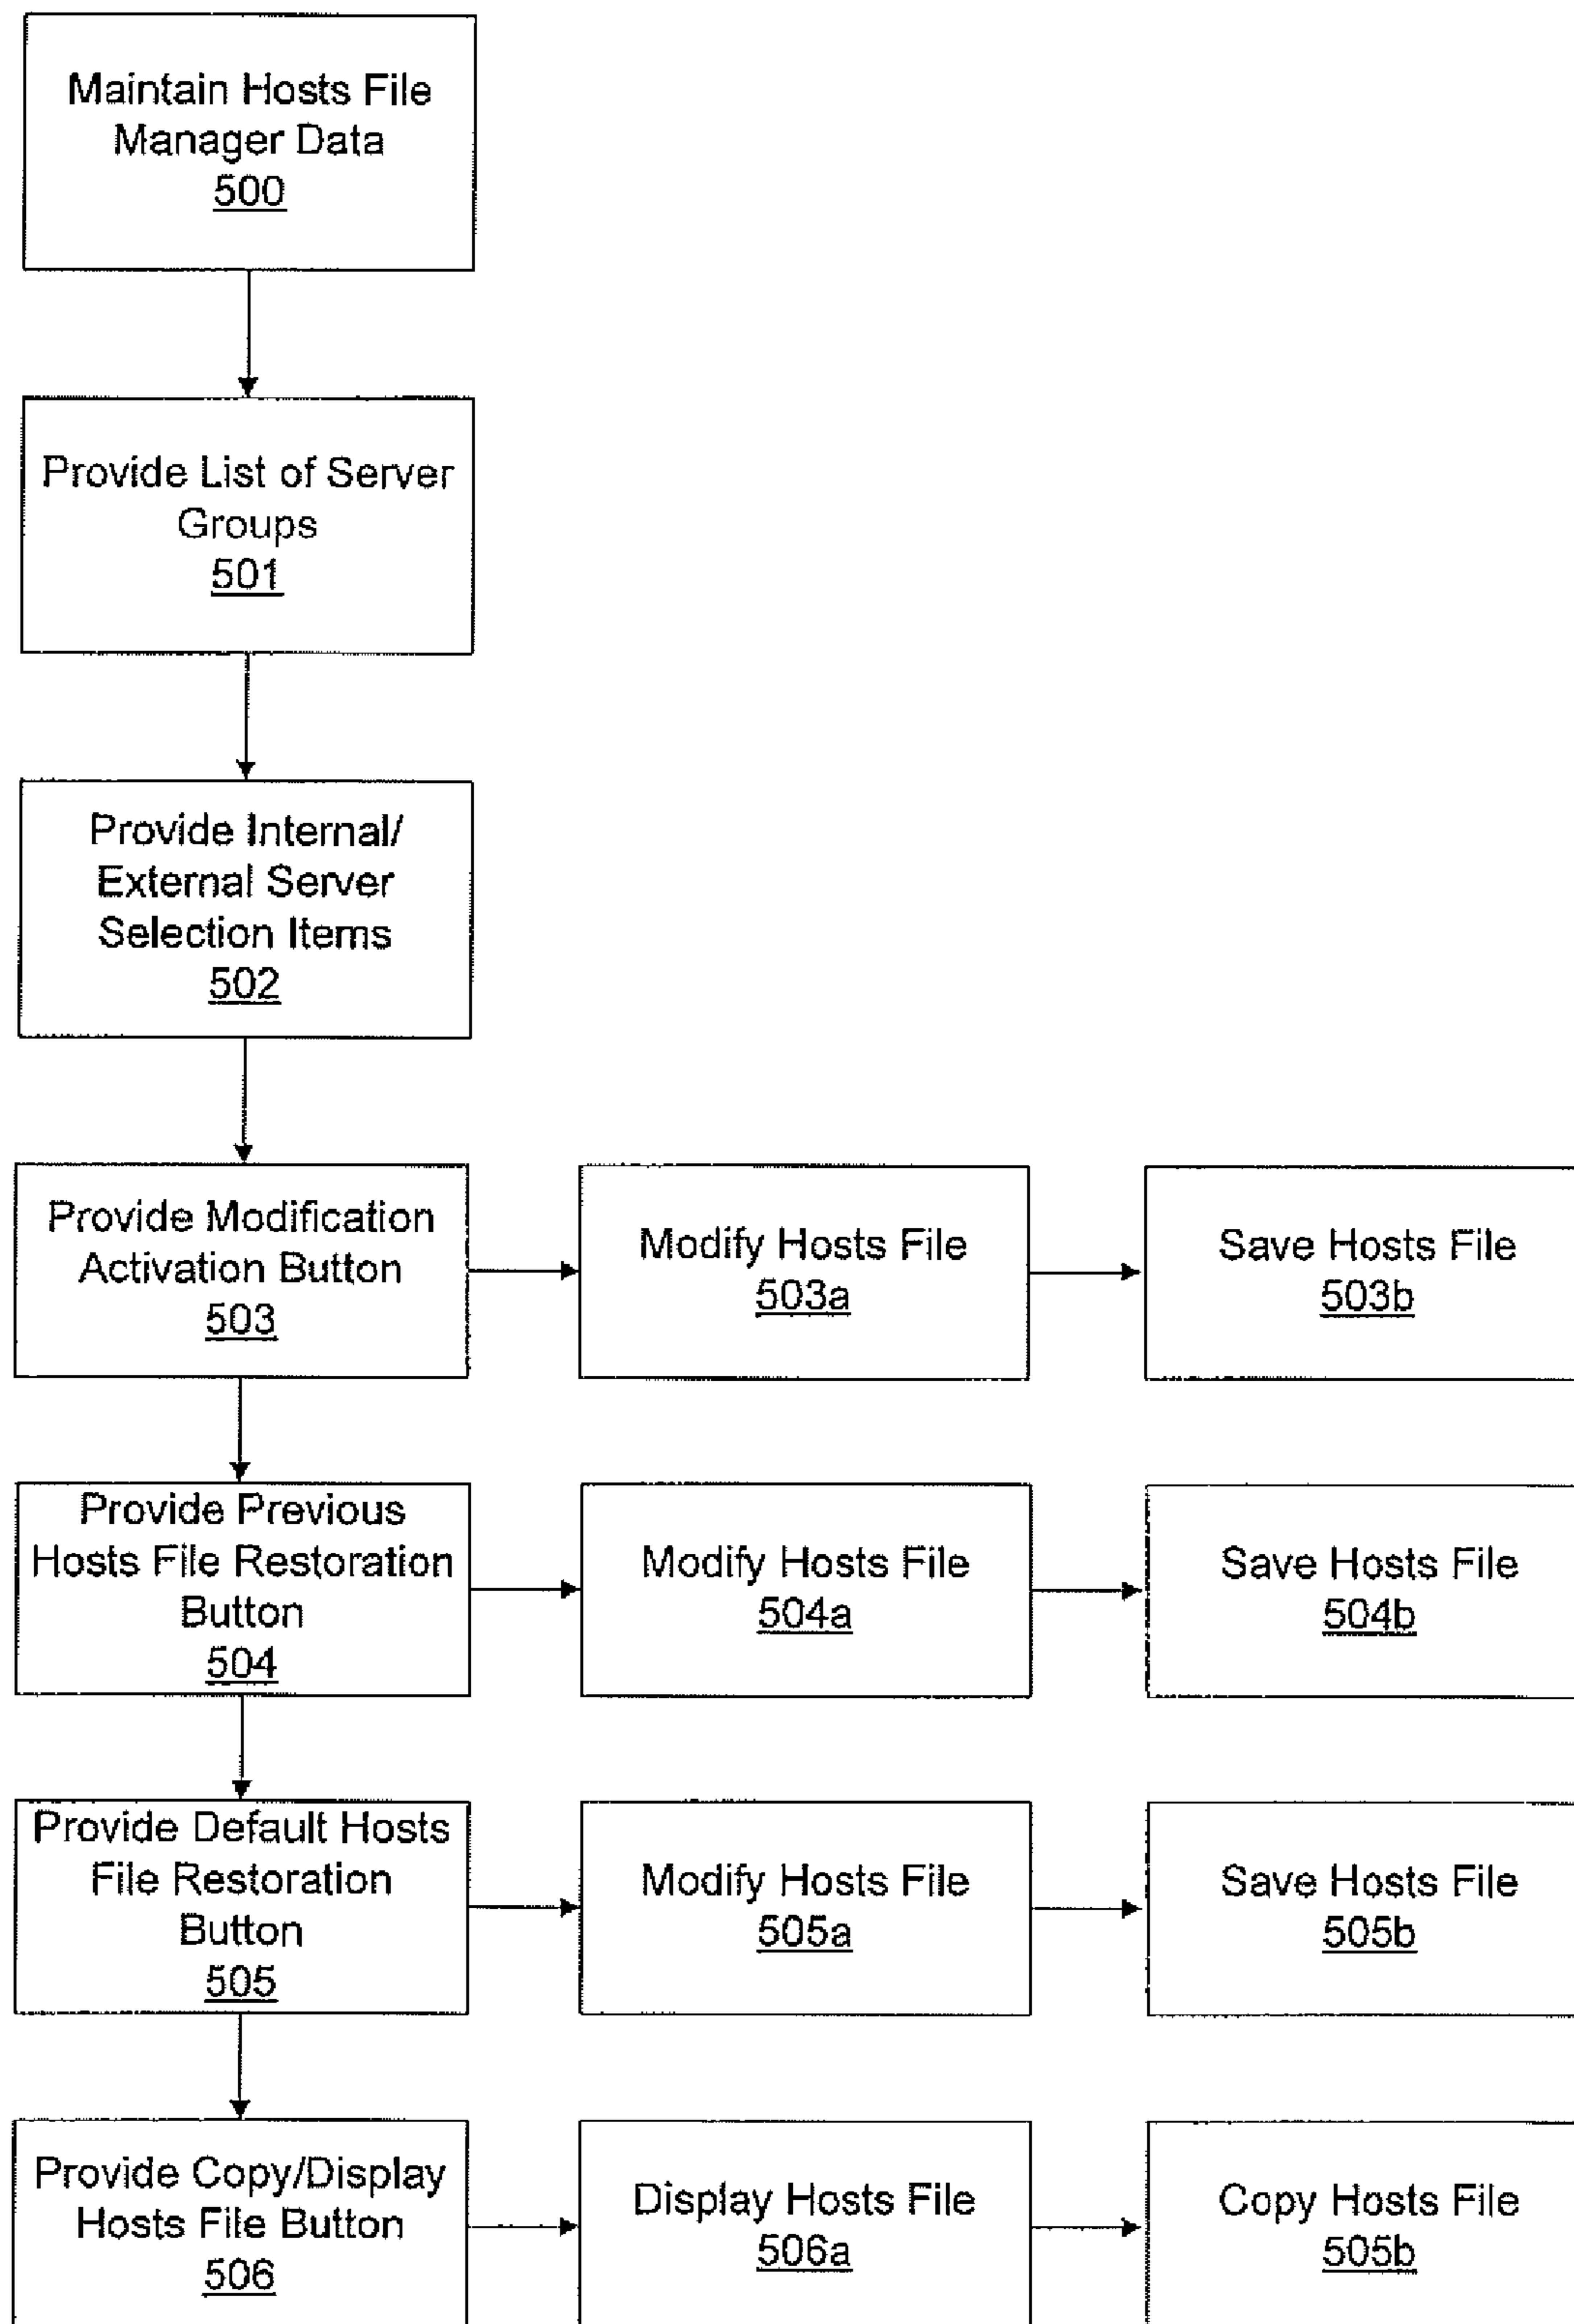 Maintain Hosts File
Manager Data
500
Provide List of Server
Groups
501
Provide Internal/
External Server
Selection Items
502
Provide Modification
Activation Button
503
Modify Hosts File
503a
Save Hosts File
503b
Provide Previous
Hosts File Restoration
Button
504
Modify Hosts File
504a
Save Hosts File
504b
Provide Default Hosts
File Restoration
Button
505
Modify Hosts File
505a
Save Hosts File
505b
Provide Copy/Display
Hosts File Button
506
Display Hosts File
506a
Copy Hosts File
505b